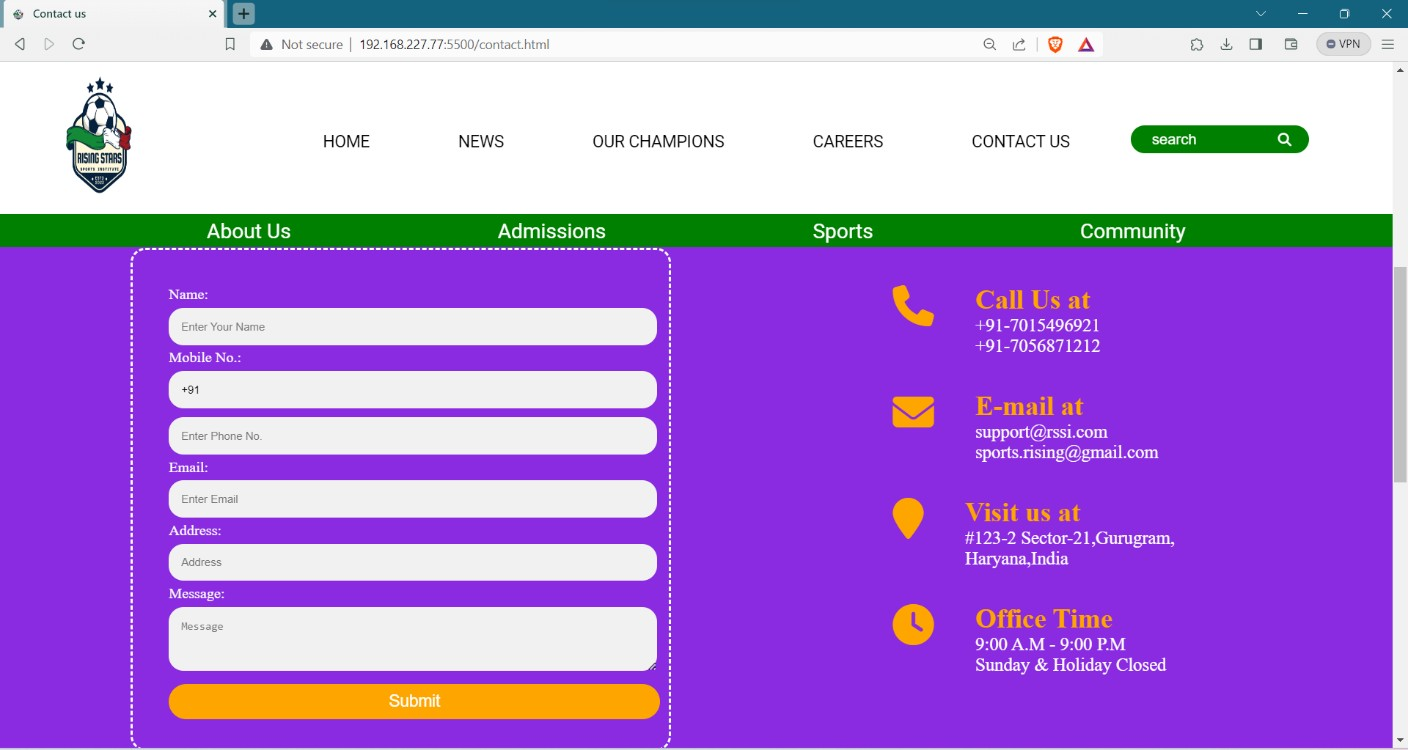 Contact us
Not secure 192.168.227.77:5500/contact.html
VPN
RISING STARS
SPORTS INSTITUTE
HOME NEWS OUR CHAMPIONS CAREERS CONTACT US search
About Us Admissions Sports Community
Name:
Enter Your Name
Mobile No.:
+91
Enter Phone No.
Email:
Enter Email
Address:
Address
Message:
Message
Submit
Call Us at
+91-7015496921
+91-7056871212
E-mail at
support@rssi.com
sports.rising@gmail.com
Visit us at
#123-2 Sector-21,Gurugram,
Haryana,India
Office Time
9:00 A.M - 9:00 P.M
Sunday & Holiday Closed